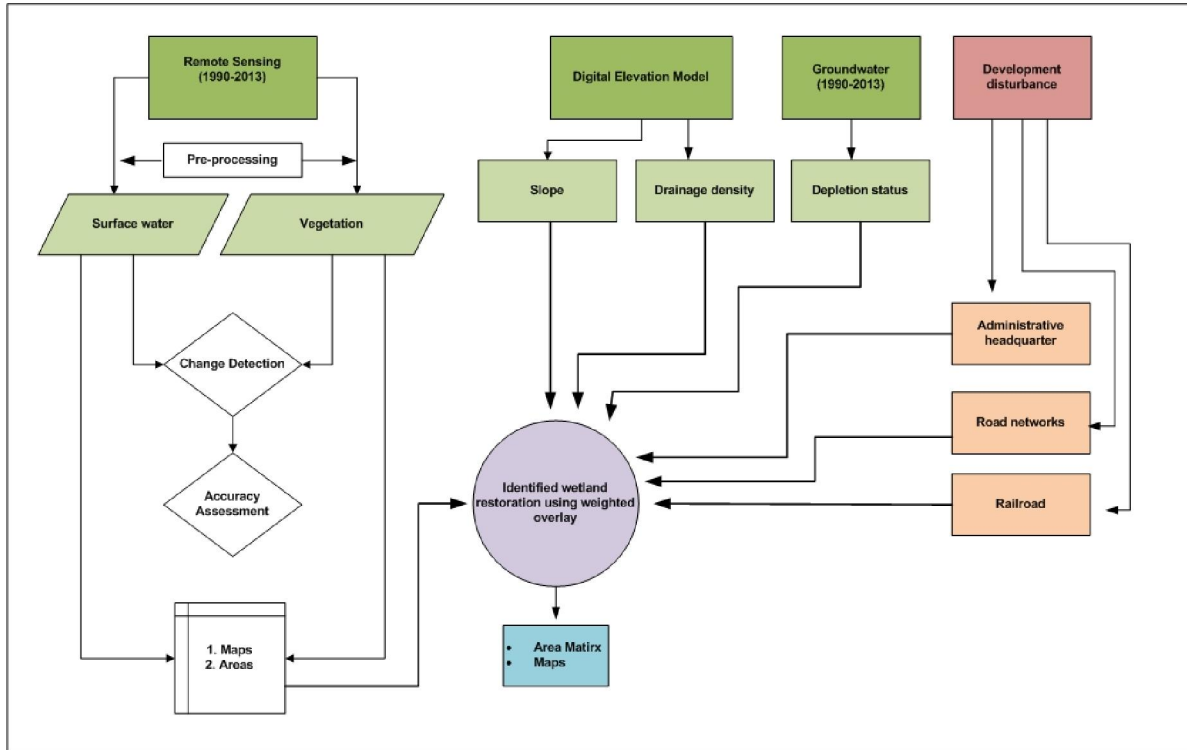 Remote Sensing
(1990-2013)
Digital Elevation Model
Groundwater
(1990-2013)
Development
disturbance
Pre-processing
Slope
Drainage density
Depletion status
Surface water
Vegetation
Change Detection
Administrative
headquarter
Road networks
Accuracy
Assessment
Identified wetland
restoration using weighted
overlay
Railroad
1. Maps
2. Areas
• Area Matirx
• Maps